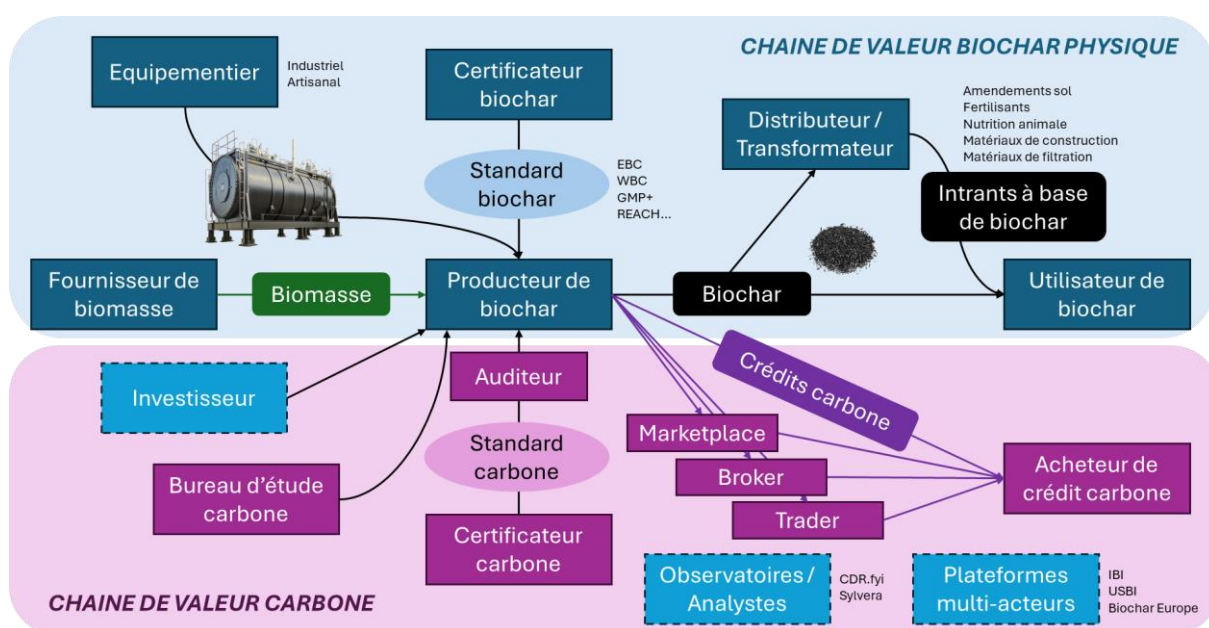 CHAINE DE VALEUR BIOCHAR PHYSIQUE
Equipementier
Industriel
Artisanal
Certificateur
biochar
Standard
biochar
EBC
WBC
GMP+
REACH...
Distributeur /
Transformateur
Amendements sol
Fertilisants
Nutrition animale
Matériaux de construction
Matériaux de filtration
Intrants à base
de biochar
Fournisseur de
biomasse
Biomasse
Producteur de
biochar
Biochar
Utilisateur de
biochar
Investisseur
Auditeur
Crédits carbone
Bureau d'étude
carbone
Standard
carbone
Certificateur
carbone
Marketplace
Broker
Trader
Acheteur de
crédit carbone
Observatoires /
Analystes
CDR.fyi
Sylvera
Plateformes
multi-acteurs
IBI
USBI
Biochar Europe
CHAINE DE VALEUR CARBONE